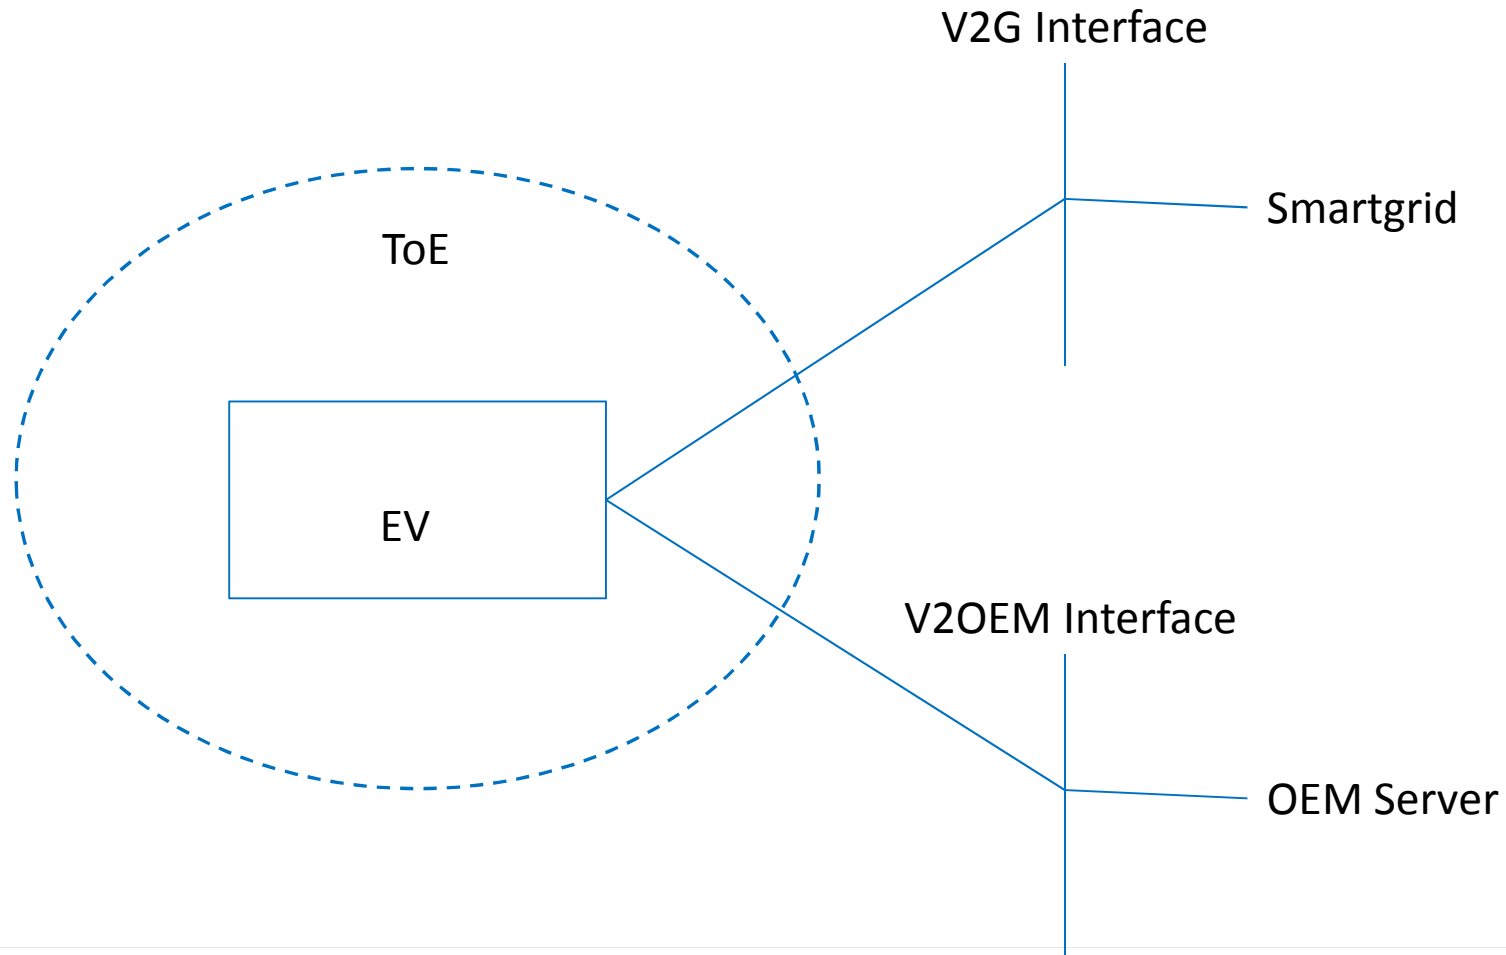 V2G Interface
Smartgrid
ToE
EV
V2OEM Interface
OEM Server